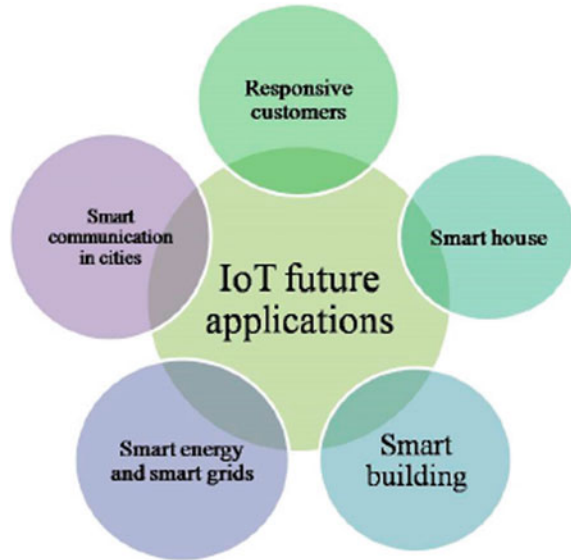 Responsive
customers
Smart
communication
in cities
Smart house
IoT future
applications
Smart energy
and smart grids
Smart
building